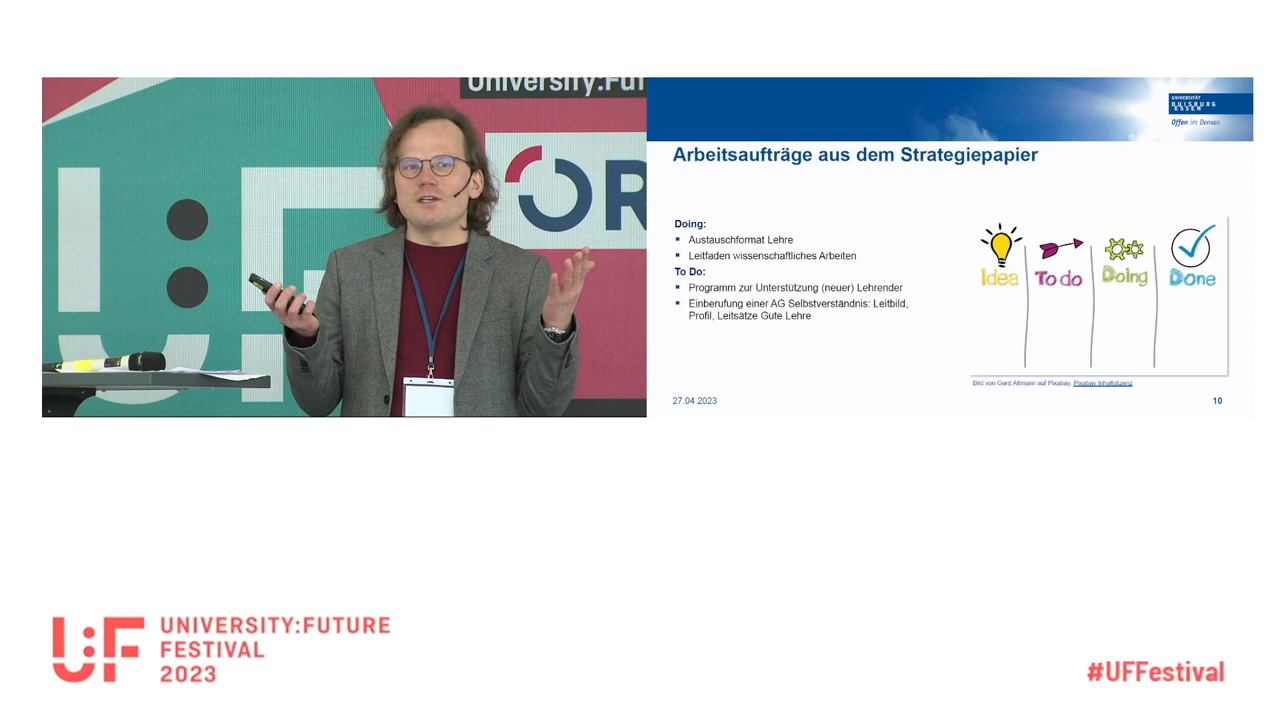 University:Fu
OR
UNIVERSITÄT
DUISBURG
ESSEN
Offen im Denken
Arbeitsaufträge aus dem Strategiepapier
Doing:
Austauschformat Lehre
Leitfaden wissenschaftliches Arbeiten
To Do:
Programm zur Unterstützung (neuer) Lehrender
Einberufung einer AG Selbstverständnis: Leitbild,
Profil, Leitsätze Gute Lehre
Idea
To do
Doing
Done
Bild von Gerd Altmann auf Pixabay. Pixabay Inhaltslizenz.
27.04.2023
10
U:F
UNIVERSITY:FUTURE
FESTIVAL
2023
#UFFestival